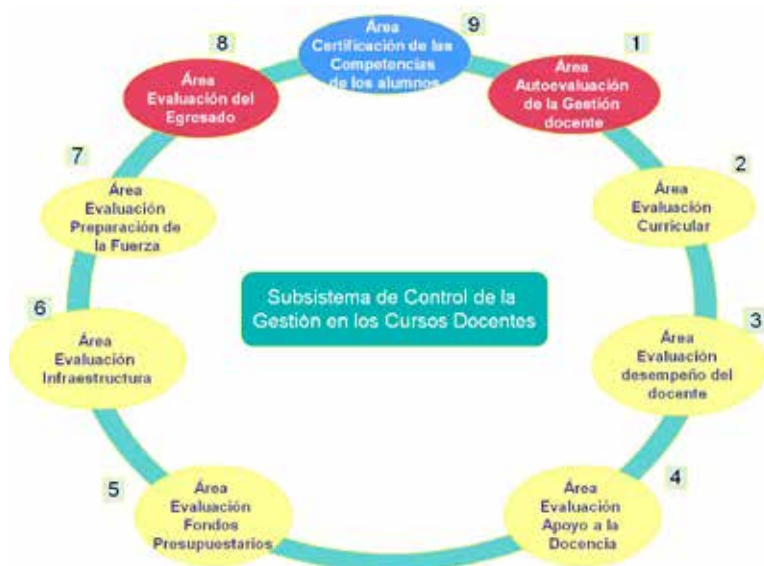 9
Área
Certificación de las
Competencias
de los alumnos
1
Área
Autoevaluación
de la Gestión
docente
2
Área
Evaluación
Curricular
3
Área
Evaluación
desempeño del
docente
4
Área
Evaluación
Apoyo a la
Docencia
5
Área
Evaluación
Fondos
Presupuestarios
6
Área
Evaluación
Infraestructura
7
Área
Evaluación
Preparación de
la Fuerza
8
Área
Evaluación del
Egresado
Subsistema de Control de la
Gestión en los Cursos Docentes